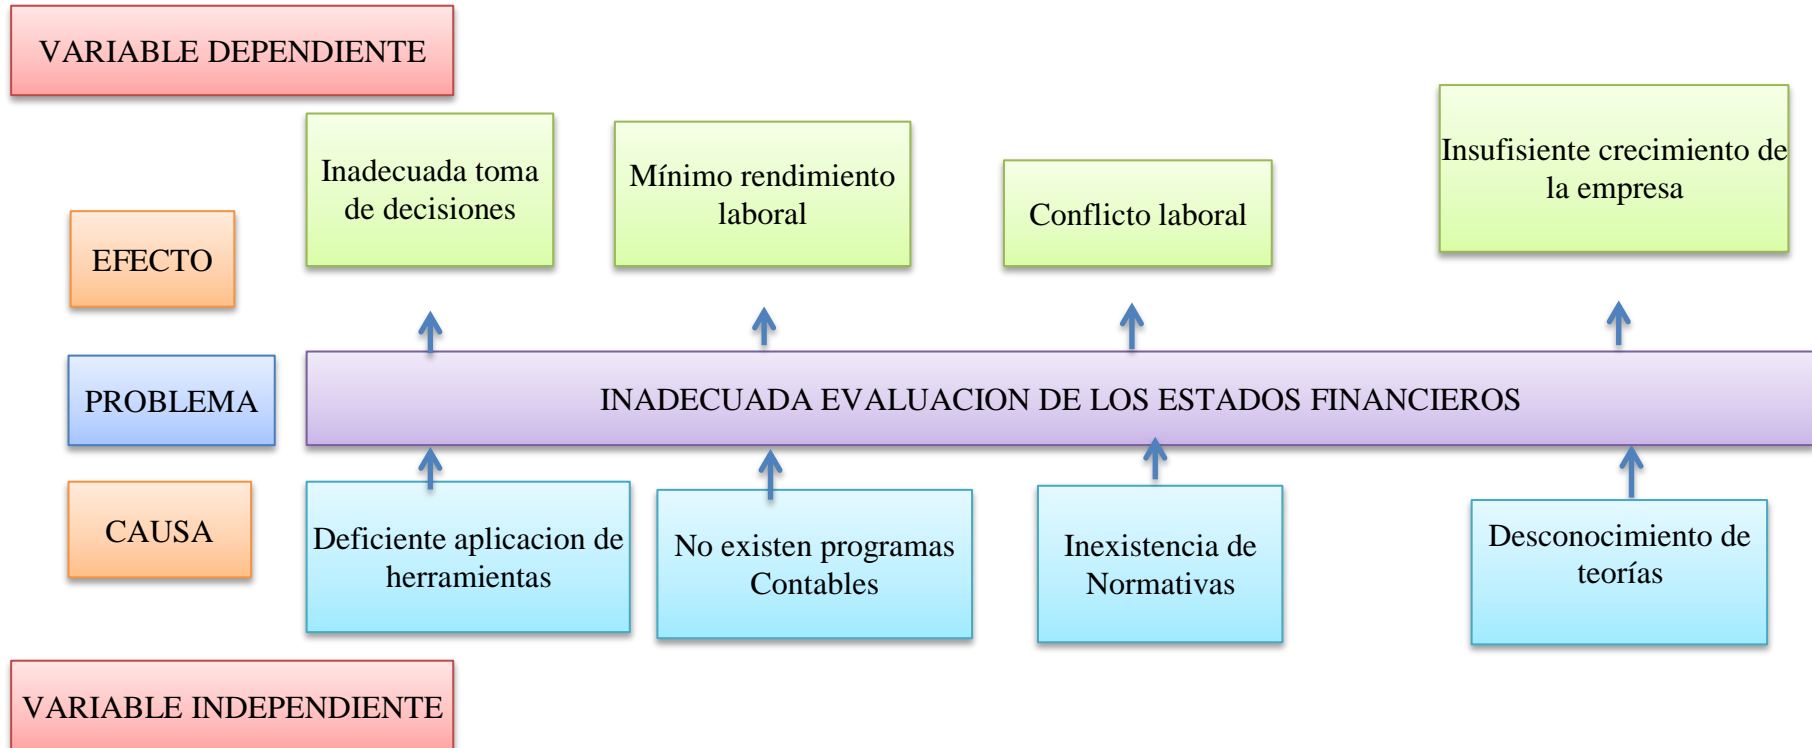 VARIABLE DEPENDIENTE
Inadecuada toma
de decisiones
Mínimo rendimiento
laboral
Conflicto laboral
Insufisiente crecimiento de
la empresa
EFECTO
PROBLEMA
INADECUADA EVALUACION DE LOS ESTADOS FINANCIEROS
CAUSA
Deficiente aplicacion de
herramientas
No existen programas
Contables
Inexistencia de
Normativas
Desconocimiento de
teorías
VARIABLE INDEPENDIENTE